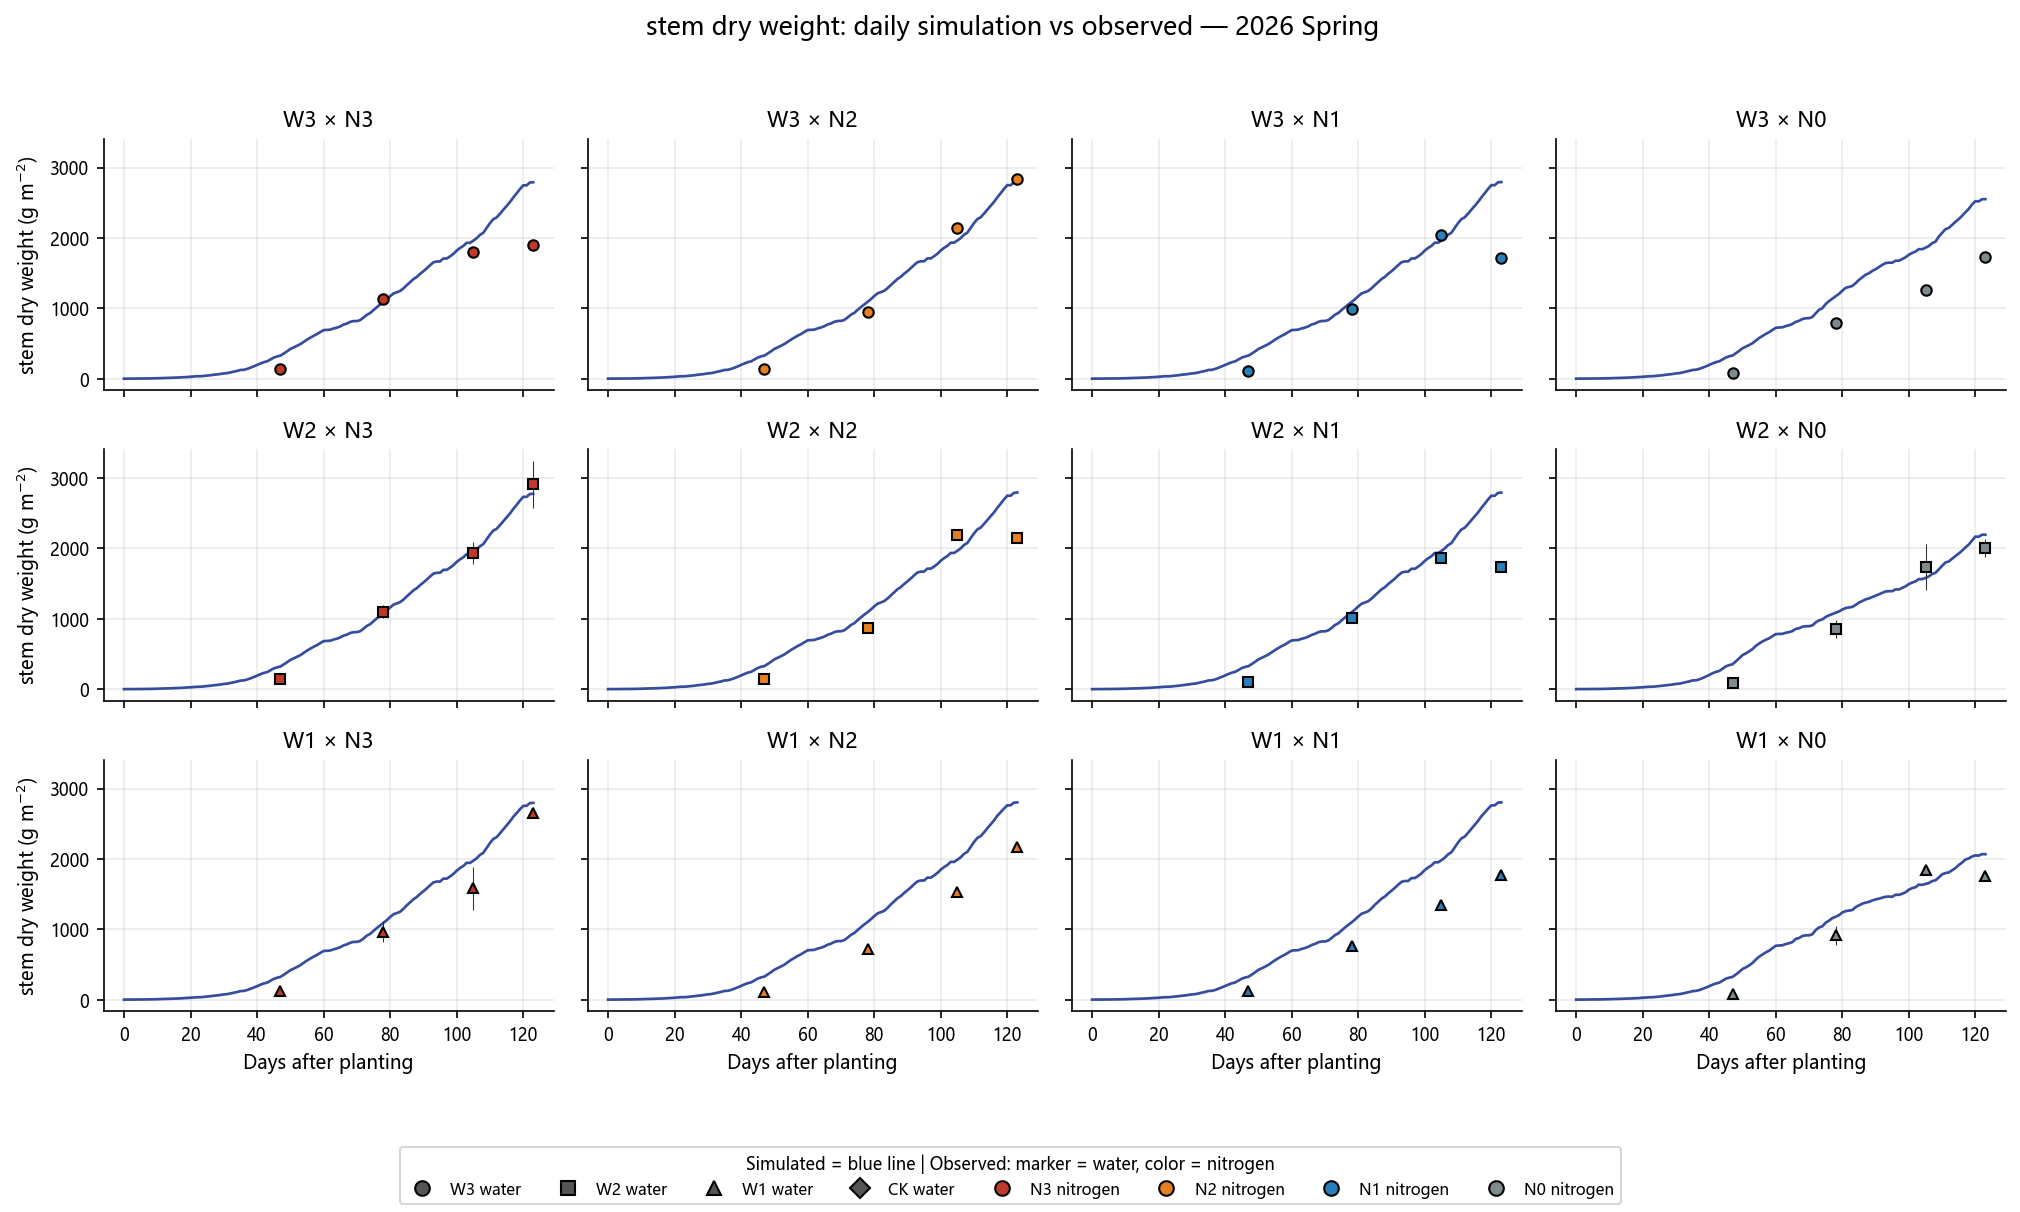 stem dry weight: daily simulation vs observed — 2026 Spring
W3 × N3
W3 × N2
W3 × N1
W3 × N0
stem dry weight (g m⁻²)
3000
2000
1000
0
W2 × N3
W2 × N2
W2 × N1
W2 × N0
stem dry weight (g m⁻²)
3000
2000
1000
0
W1 × N3
W1 × N2
W1 × N1
W1 × N0
stem dry weight (g m⁻²)
3000
2000
1000
0
0 20 40 60 80 100 120
0 20 40 60 80 100 120
0 20 40 60 80 100 120
0 20 40 60 80 100 120
Days after planting
Days after planting
Days after planting
Days after planting
Simulated = blue line | Observed: marker = water, color = nitrogen
W3 water W2 water W1 water CK water N3 nitrogen N2 nitrogen N1 nitrogen N0 nitrogen